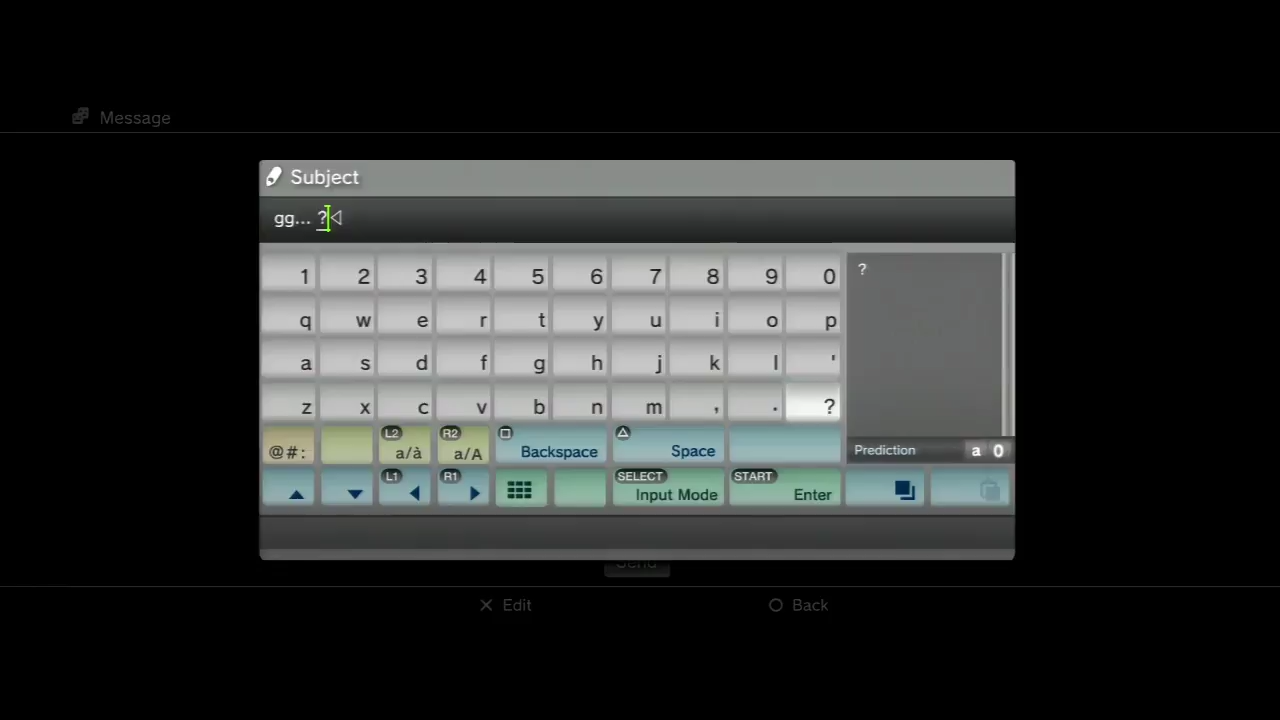 Message
Subject
gg... ?
1 2 3 4 5 6 7 8 9 0
?
q w e r t y u i o p
a s d f g h j k l '
z x c v b n m , . ?
@#: L2 a/à R2 a/A Backspace Space
Prediction a 0
L1 R1 SELECT Input Mode START Enter
Send
Edit Back